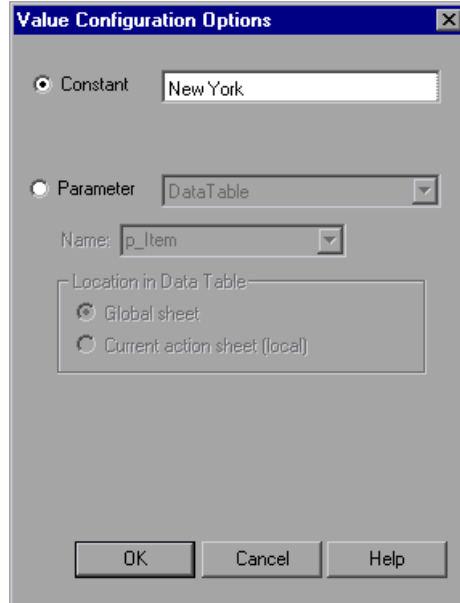 Value Configuration Options
Constant New York
Parameter DataTable
Name: p_Item
Location in Data Table
Global sheet
Current action sheet (local)
OK Cancel Help